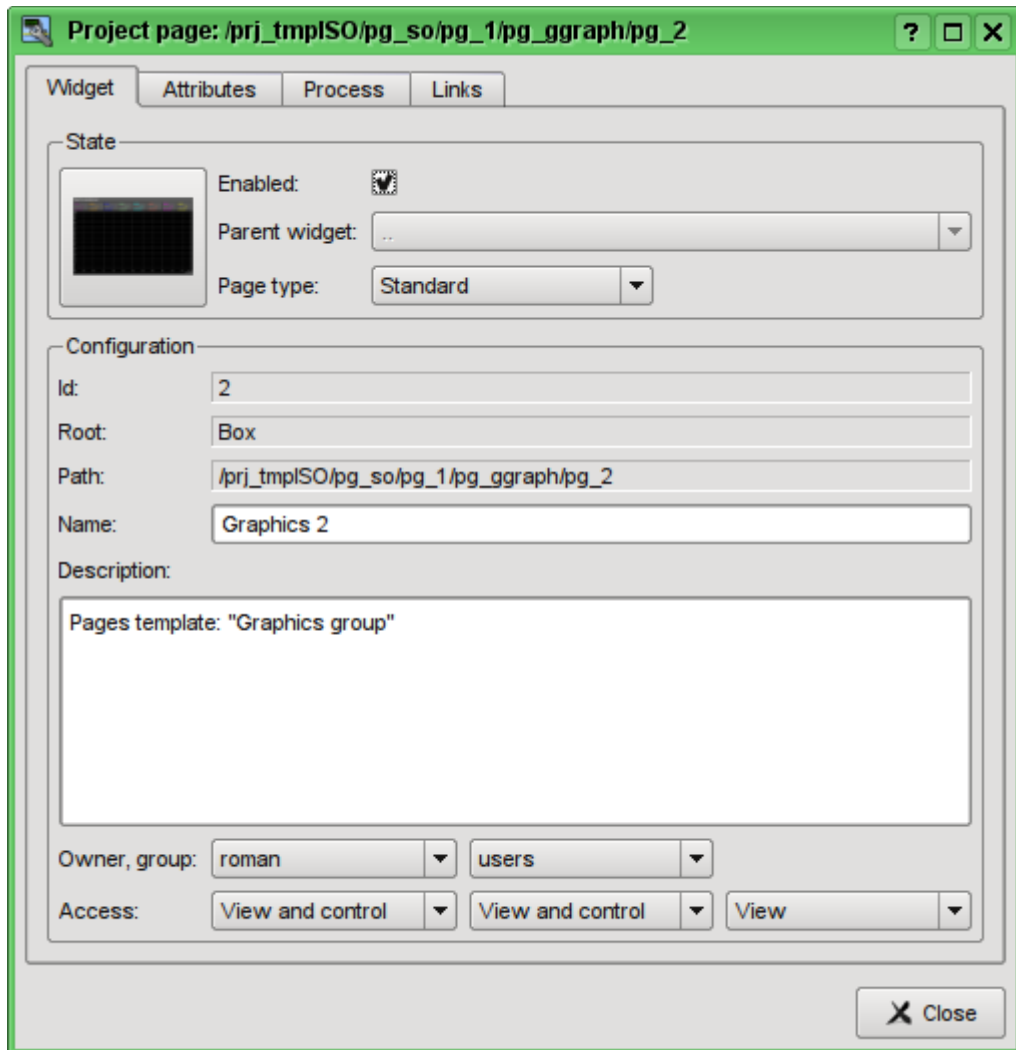 Project page: /prj_tmplSO/pg_so/pg_1/pg_ggraph/pg_2 ?
Widget Attributes Process Links
State
Enabled:
Parent widget: ..
Page type: Standard
Configuration
Id: 2
Root: Box
Path: /prj_tmplSO/pg_so/pg_1/pg_ggraph/pg_2
Name: Graphics 2
Description:
Pages template: "Graphics group"
Owner, group: roman users
Access: View and control View and control View
Close